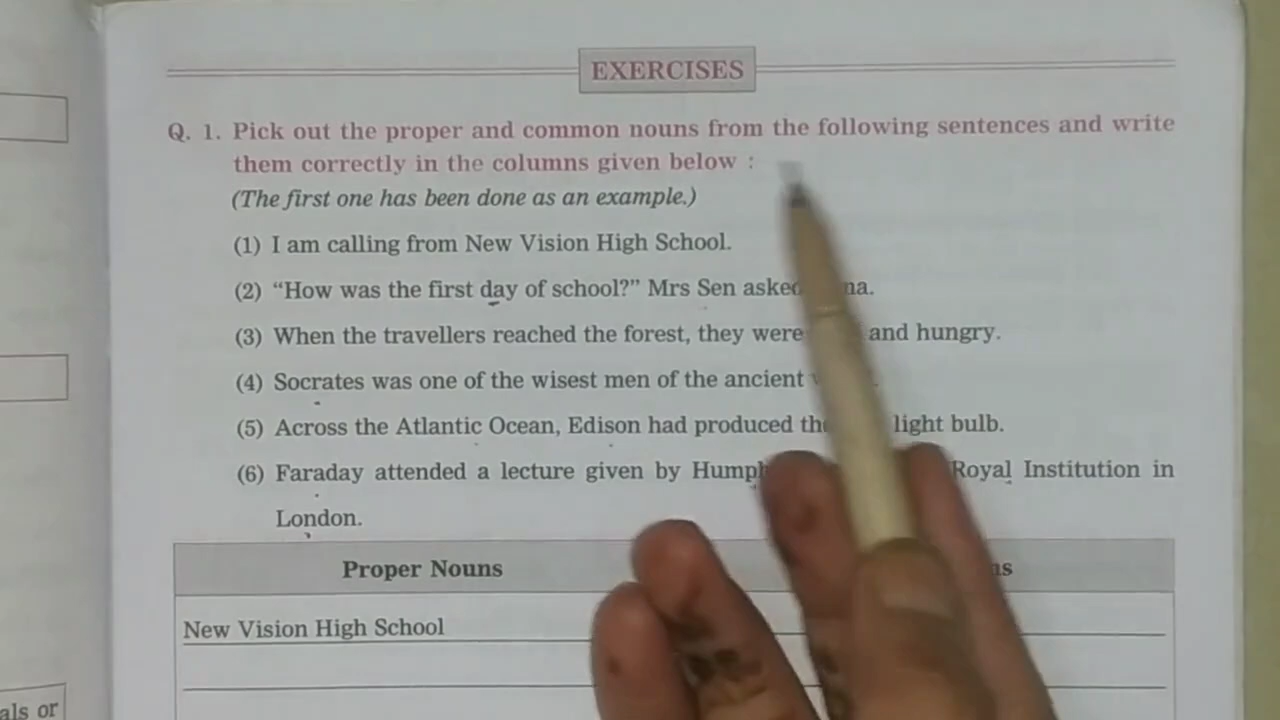 EXERCISES
Q. 1. Pick out the proper and common nouns from the following sentences and write
them correctly in the columns given below :
(The first one has been done as an example.)
(1) I am calling from New Vision High School.
(2) “How was the first day of school?” Mrs Sen asked
(3) When the travellers reached the forest, they were and hungry.
(4) Socrates was one of the wisest men of the ancient
(5) Across the Atlantic Ocean, Edison had produced light bulb.
(6) Faraday attended a lecture given by Royal Institution in
London.
Proper Nouns
New Vision High School
als or